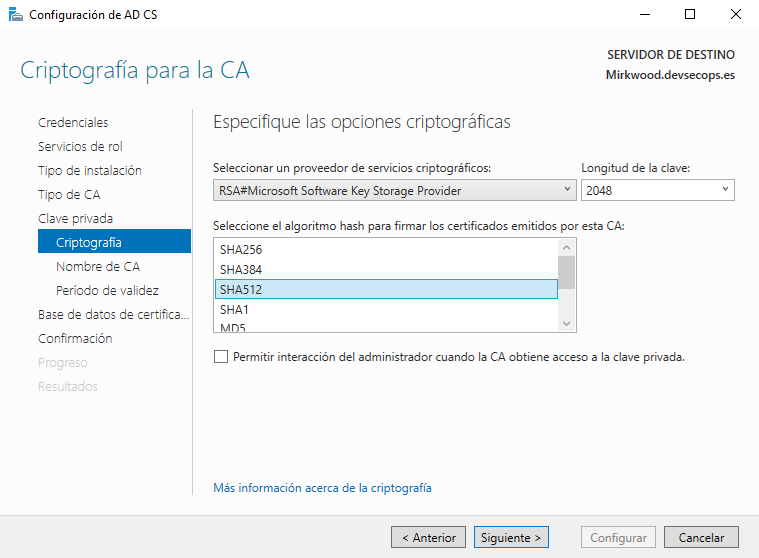 Configuración de AD CS
Criptografía para la CA
SERVIDOR DE DESTINO
Mirkwood.devsecops.es
Credenciales
Servicios de rol
Tipo de instalación
Tipo de CA
Clave privada
Criptografía
Nombre de CA
Período de validez
Base de datos de certifica...
Confirmación
Progreso
Resultados
Especifique las opciones criptográficas
Seleccionar un proveedor de servicios criptográficos:
Longitud de la clave:
RSA#Microsoft Software Key Storage Provider
2048
Seleccione el algoritmo hash para firmar los certificados emitidos por esta CA:
SHA256
SHA384
SHA512
SHA1
MD5
Permitir interacción del administrador cuando la CA obtiene acceso a la clave privada.
Más información acerca de la criptografía
< Anterior
Siguiente >
Configurar
Cancelar